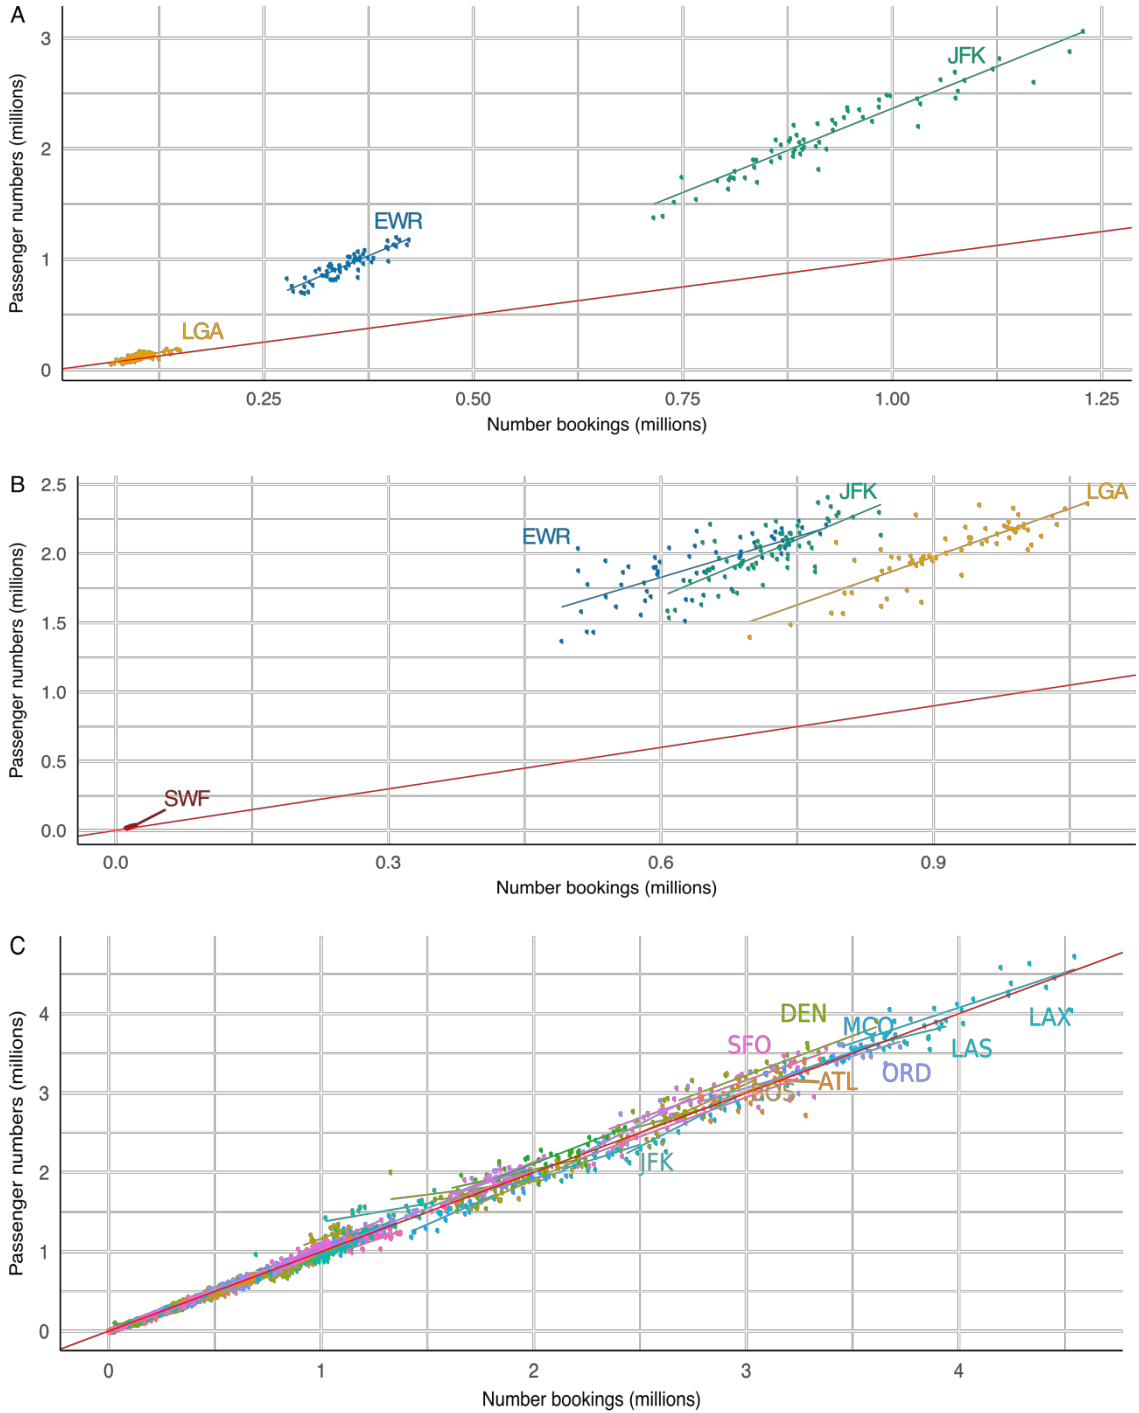 A
3
2
1
0
Passenger numbers (millions)
JFK
EWR
LGA
0.25
0.50
0.75
1.00
1.25
Number bookings (millions)
B
2.5
2.0
1.5
1.0
0.5
0.0
Passenger numbers (millions)
JFK
LGA
EWR
SWF
0.0
0.3
0.6
0.9
Number bookings (millions)
C
4
3
2
1
0
Passenger numbers (millions)
DEN
MCO
LAX
SFO
LAS
ORD
ATL
BOS
JFK
0
1
2
3
4
Number bookings (millions)